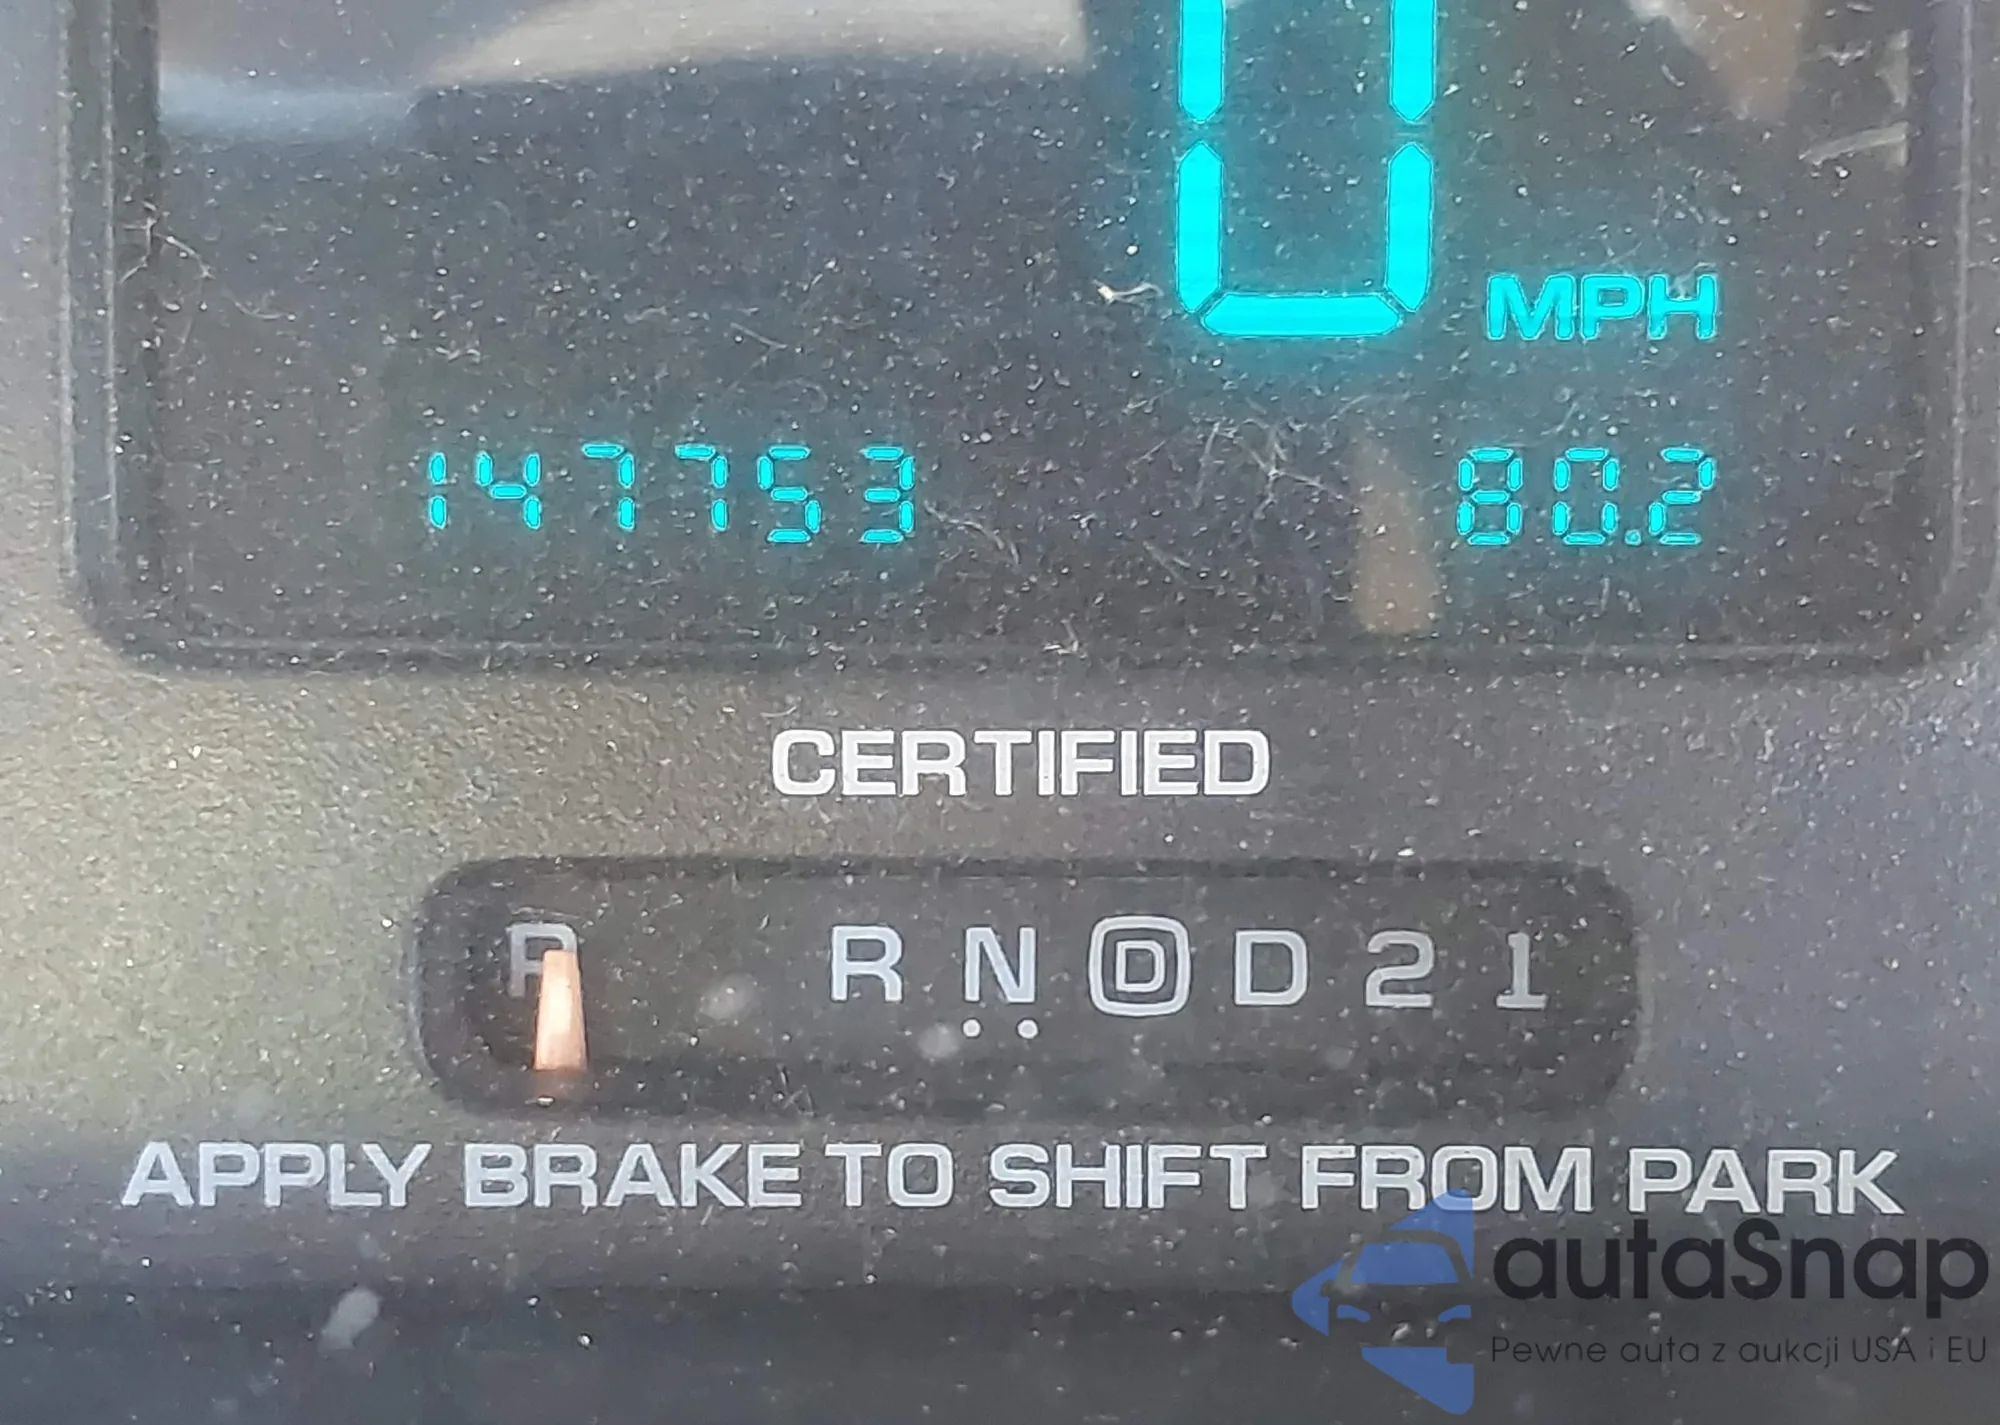 0 MPH
147753 80.2
CERTIFIED
P R N D D 2 1
APPLY BRAKE TO SHIFT FROM PARK
autaSnap
Pewne auta z aukcji USA i EU